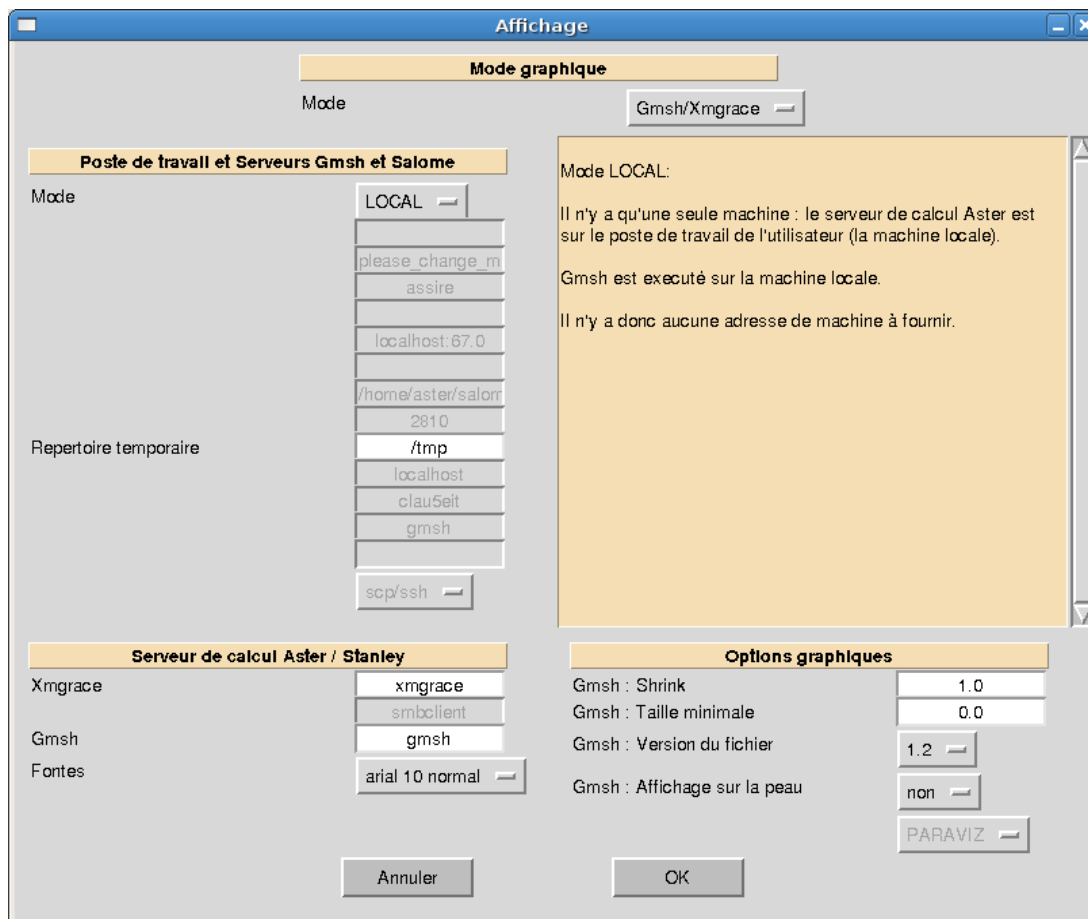 Affichage
Mode graphique
Mode
Gmsh/Xmgrace
Poste de travail et Serveurs Gmsh et Salome
Mode
LOCAL
please_change_m
assire
localhost:67.0
/home/aster/salom
2810
Repertoire temporaire
/tmp
localhost
clau5eit
gmsh
scp/ssh
Mode LOCAL:
Il n'y a qu'une seule machine : le serveur de calcul Aster est
sur le poste de travail de l'utilisateur (la machine locale).
Gmsh est executé sur la machine locale.
Il n'y a donc aucune adresse de machine à fournir.
Serveur de calcul Aster / Stanley
Xmgrace
xmgrace
smbclient
Gmsh
gmsh
Fontes
arial 10 normal
Options graphiques
Gmsh : Shrink
1.0
Gmsh : Taille minimale
0.0
Gmsh : Version du fichier
1.2
Gmsh : Affichage sur la peau
non
PARAVIZ
Annuler
OK